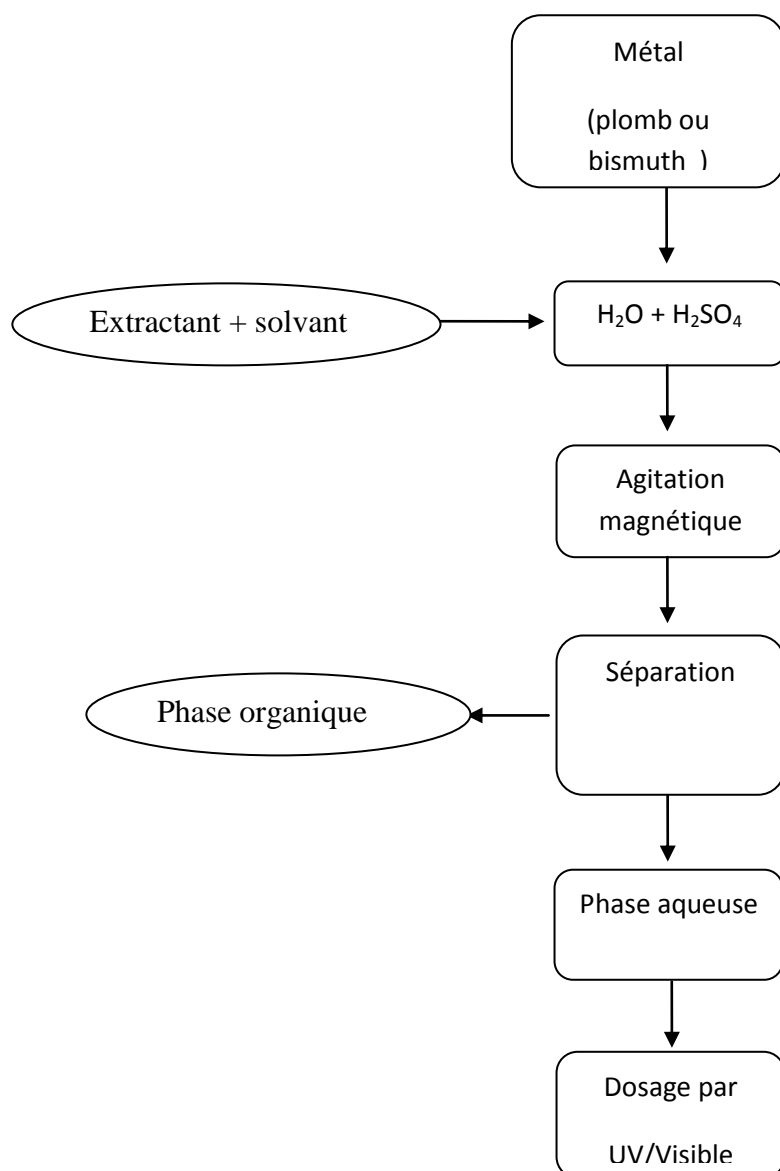 Métal
(plomb ou
bismuth )
Extractant + solvant
H₂O + H₂SO₄
Agitation
magnétique
Séparation
Phase organique
Phase aqueuse
Dosage par
UV/Visible